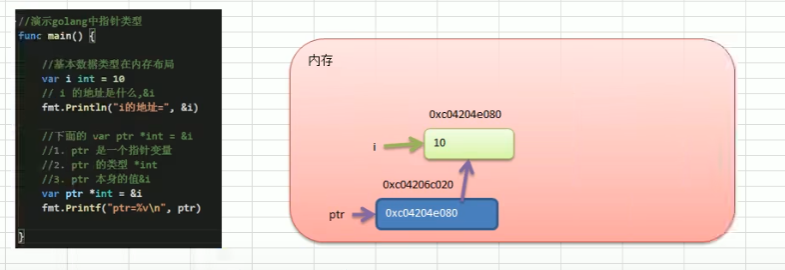 //演示golang中指针类型
func main() {
//基本数据类型在内存布局
var i int = 10
// i 的地址是什么,&i
fmt.Println("i的地址=", &i)
//下面的 var ptr *int = &i
//1. ptr 是一个指针变量
//2. ptr 的类型 *int
//3. ptr 本身的值&i
var ptr *int = &i
fmt.Printf("ptr=%v\n", ptr)
}
内存
0xc04204e080
i
10
0xc04206c020
ptr
0xc04204e080